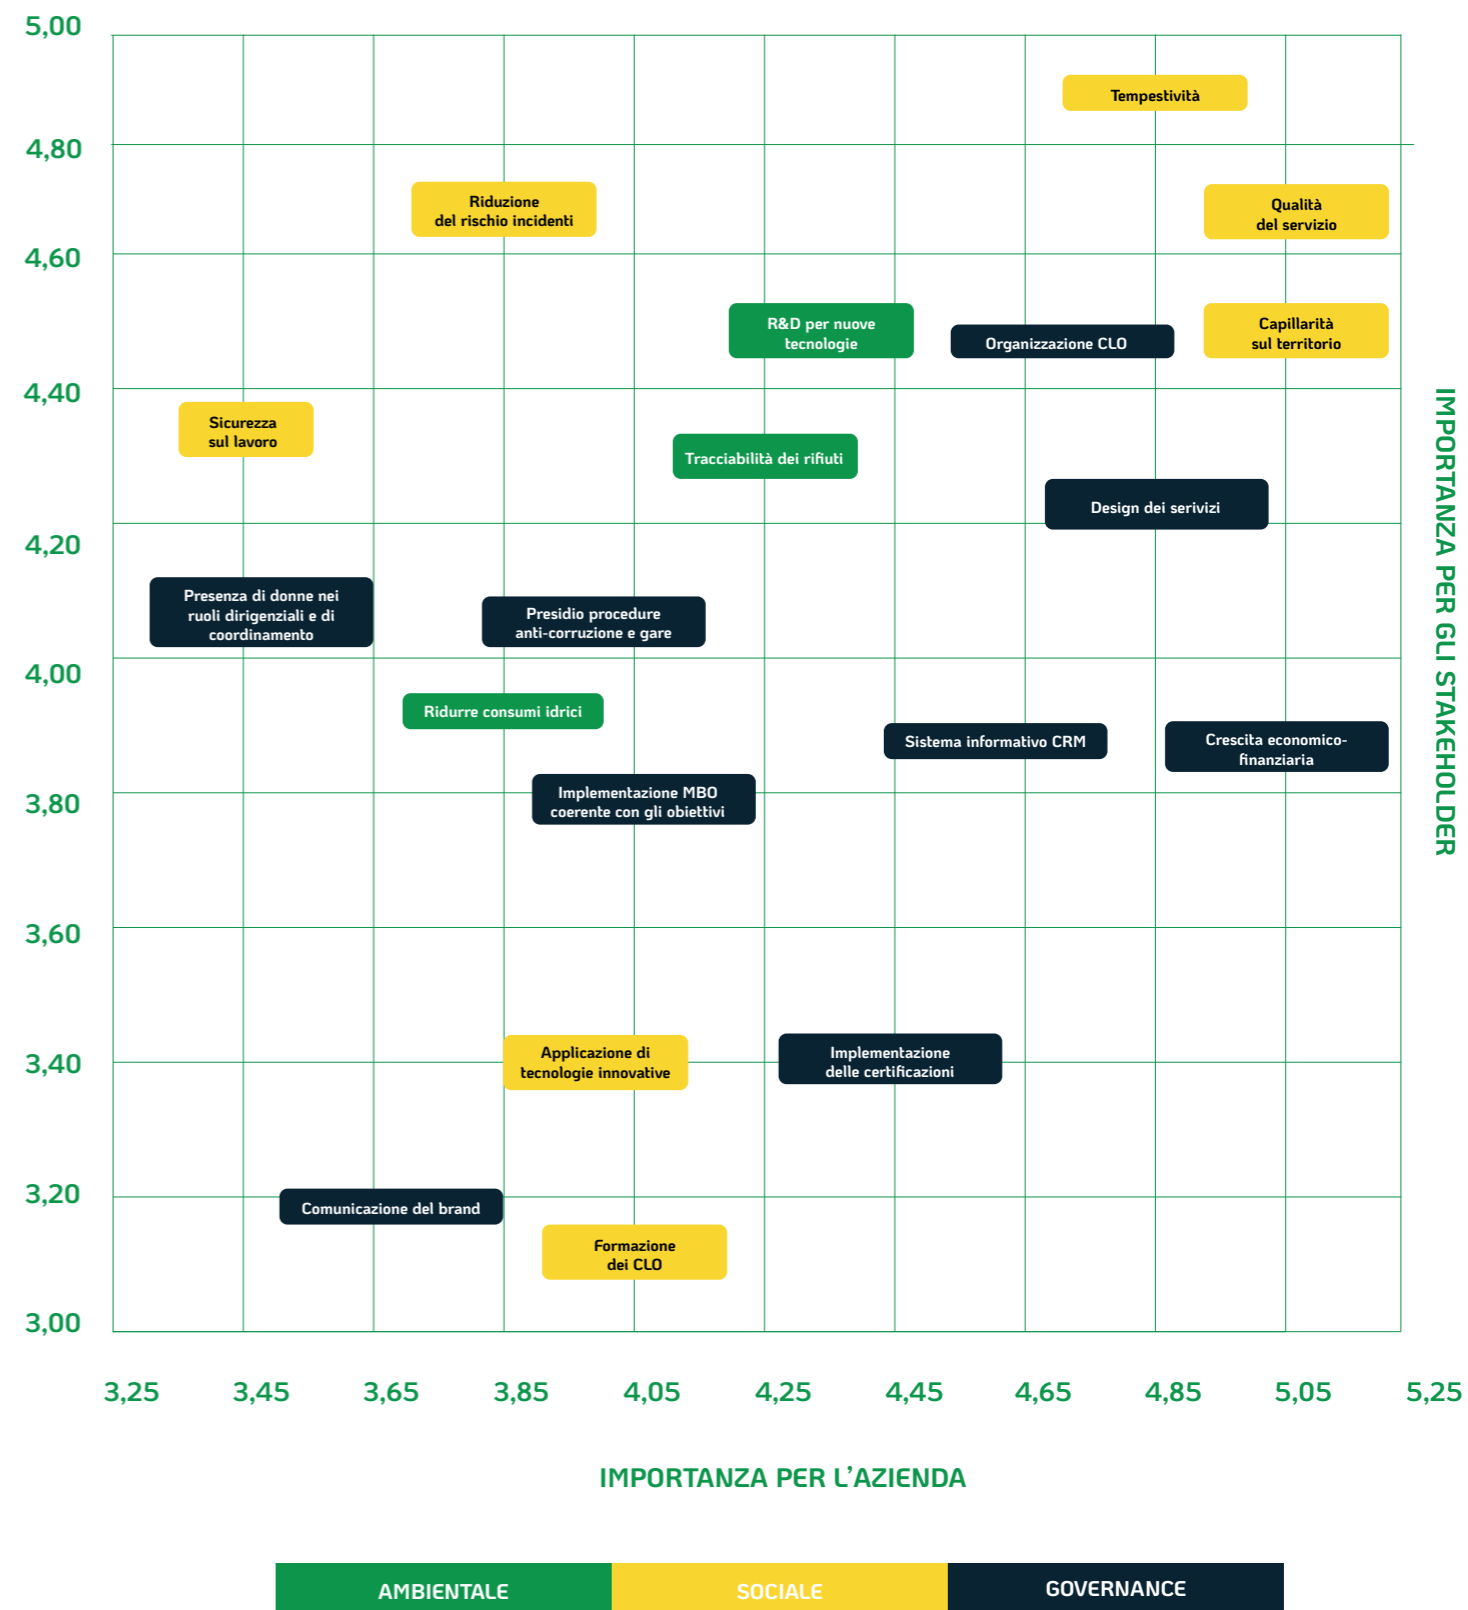 5,00
Tempestività
4,80
Riduzione
del rischio incidenti
Qualità
del servizio
4,60
R&D per nuove
tecnologie
Organizzazione CLO
Capillarità
sul territorio
4,40
Sicurezza
sul lavoro
Tracciabilità dei rifiuti
Design dei serivizi
4,20
Presenza di donne nei
ruoli dirigenziali e di
coordinamento
Presidio procedure
anti-corruzione e gare
4,00
Ridurre consumi idrici
Sistema informativo CRM
Crescita economico-
finanziaria
Implementazione MBO
coerente con gli obiettivi
3,80
3,60
Applicazione di
tecnologie innovative
Implementazione
delle certificazioni
3,40
3,20
Comunicazione del brand
Formazione
dei CLO
3,00
IMPORTANZA PER GLI STAKEHOLDER
3,25 3,45 3,65 3,85 4,05 4,25 4,45 4,65 4,85 5,05 5,25
IMPORTANZA PER L'AZIENDA
AMBIENTALE SOCIALE GOVERNANCE